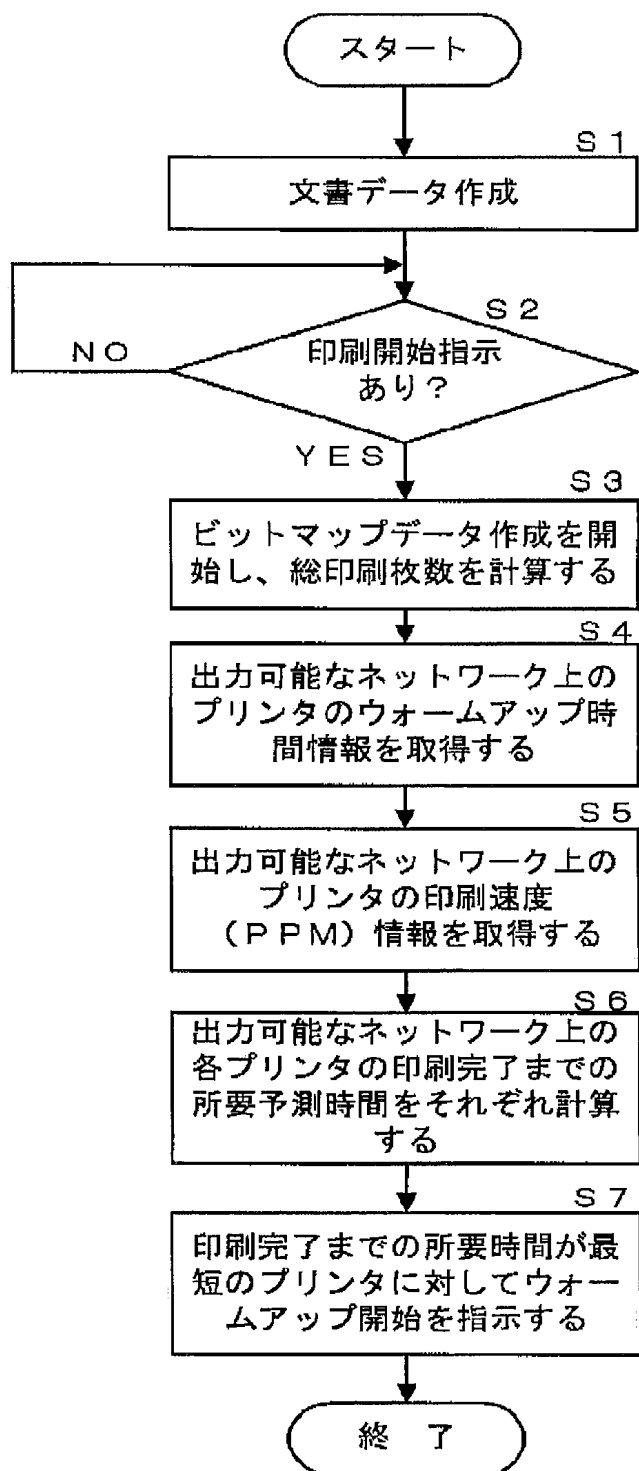 スタート
S1
文書データ作成
S2
印刷開始指示
あり？
NO
YES
S3
ビットマップデータ作成を開
始し、総印刷枚数を計算する
S4
出力可能なネットワーク上の
プリンタのウォームアップ時
間情報を取得する
S5
出力可能なネットワーク上の
プリンタの印刷速度
（PPM）情報を取得する
S6
出力可能なネットワーク上の
各プリンタの印刷完了までの
所要予測時間をそれぞれ計算
する
S7
印刷完了までの所要時間が最
短のプリンタに対してウォー
ムアップ開始を指示する
終 了